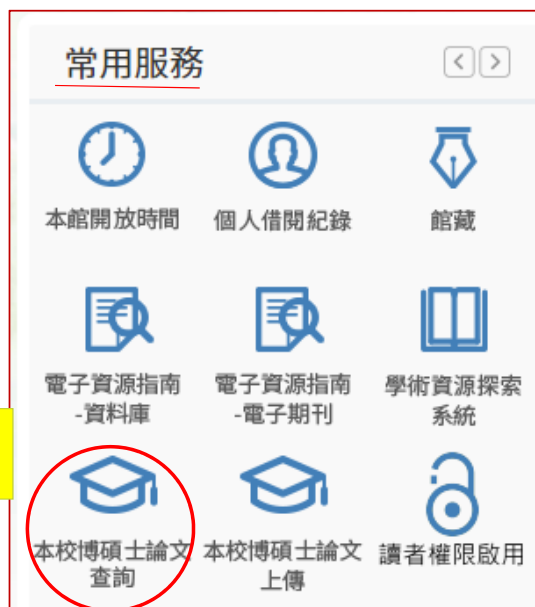 常用服務
本館開放時間 個人借閱紀錄 館藏
電子資源指南 電子資源指南 學術資源探索
-資料庫 -電子期刊 系統
本校博碩士論文 本校博碩士論文 讀者權限啟用
查詢 上傳